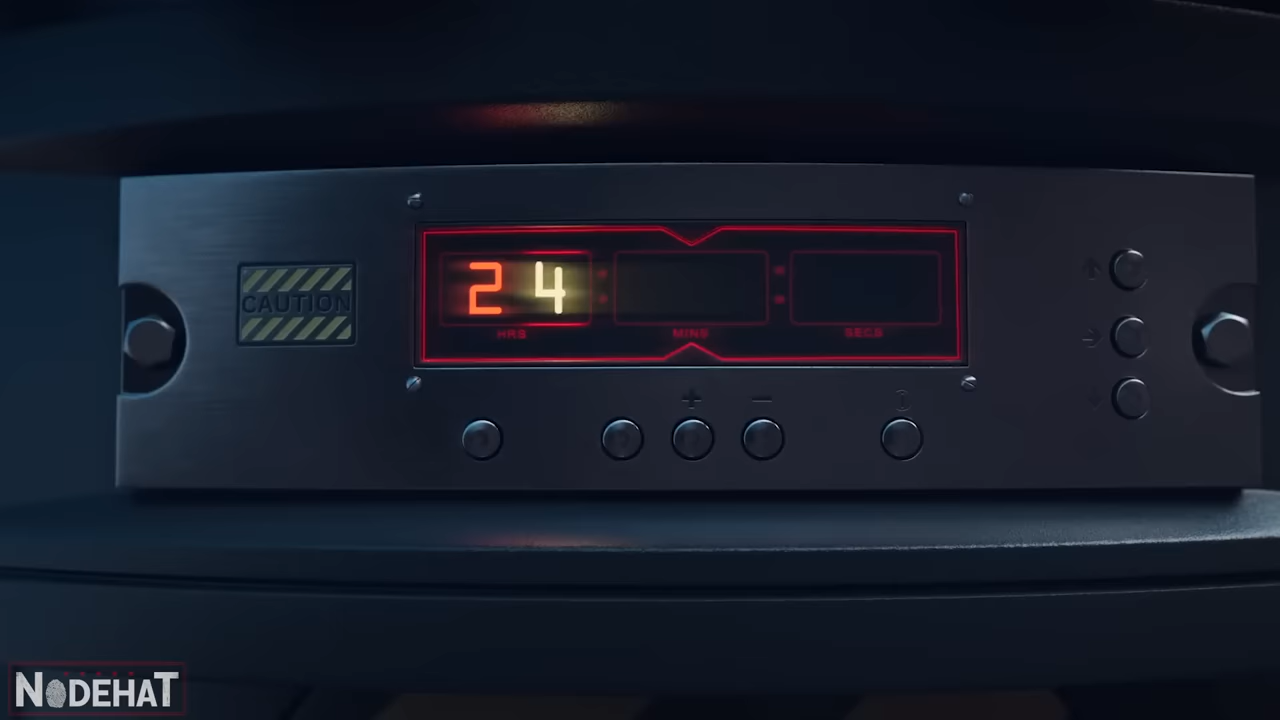 CAUTION
24
HRS MINS SECS
+ −
NODEHAT